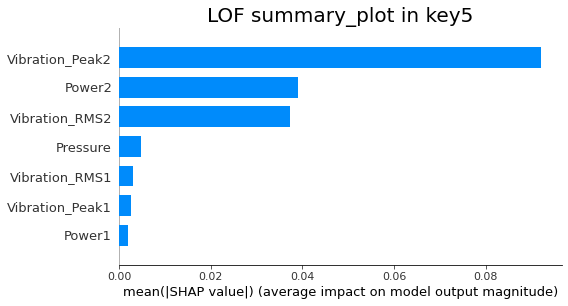 LOF summary_plot in key5
Vibration_Peak2
Power2
Vibration_RMS2
Pressure
Vibration_RMS1
Vibration_Peak1
Power1
0.00 0.02 0.04 0.06 0.08
mean(|SHAP value|) (average impact on model output magnitude)